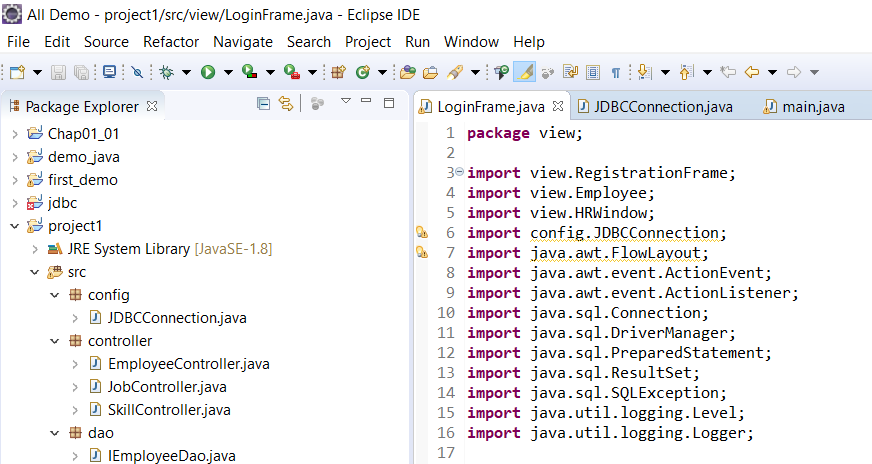 All Demo - project1/src/view/LoginFrame.java - Eclipse IDE
File Edit Source Refactor Navigate Search Project Run Window Help
Package Explorer
Chap01_01
demo_java
first_demo
jdbc
project1
JRE System Library [JavaSE-1.8]
src
config
JDBCConnection.java
controller
EmployeeController.java
JobController.java
SkillController.java
dao
IEmployeeDao.java
LoginFrame.java JDBCConnection.java main.java
1 package view;
2
3 import view.RegistrationFrame;
4 import view.Employee;
5 import view.HRWindow;
6 import config.JDBCConnection;
7 import java.awt.FlowLayout;
8 import java.awt.event.ActionEvent;
9 import java.awt.event.ActionListener;
10 import java.sql.Connection;
11 import java.sql.DriverManager;
12 import java.sql.PreparedStatement;
13 import java.sql.ResultSet;
14 import java.sql.SQLException;
15 import java.util.logging.Level;
16 import java.util.logging.Logger;
17